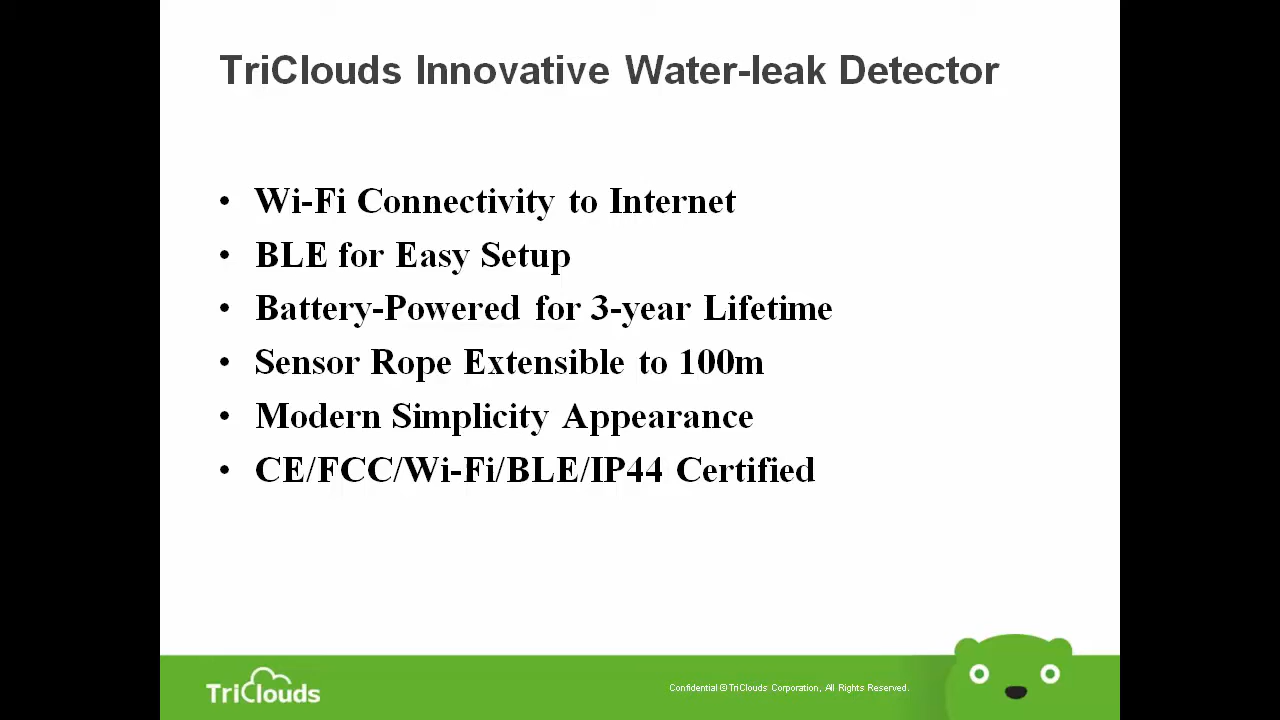 TriClouds Innovative Water-leak Detector
• Wi-Fi Connectivity to Internet
• BLE for Easy Setup
• Battery-Powered for 3-year Lifetime
• Sensor Rope Extensible to 100m
• Modern Simplicity Appearance
• CE/FCC/Wi-Fi/BLE/IP44 Certified
TriClouds
Confidential © TriClouds Corporation, All Rights Reserved.